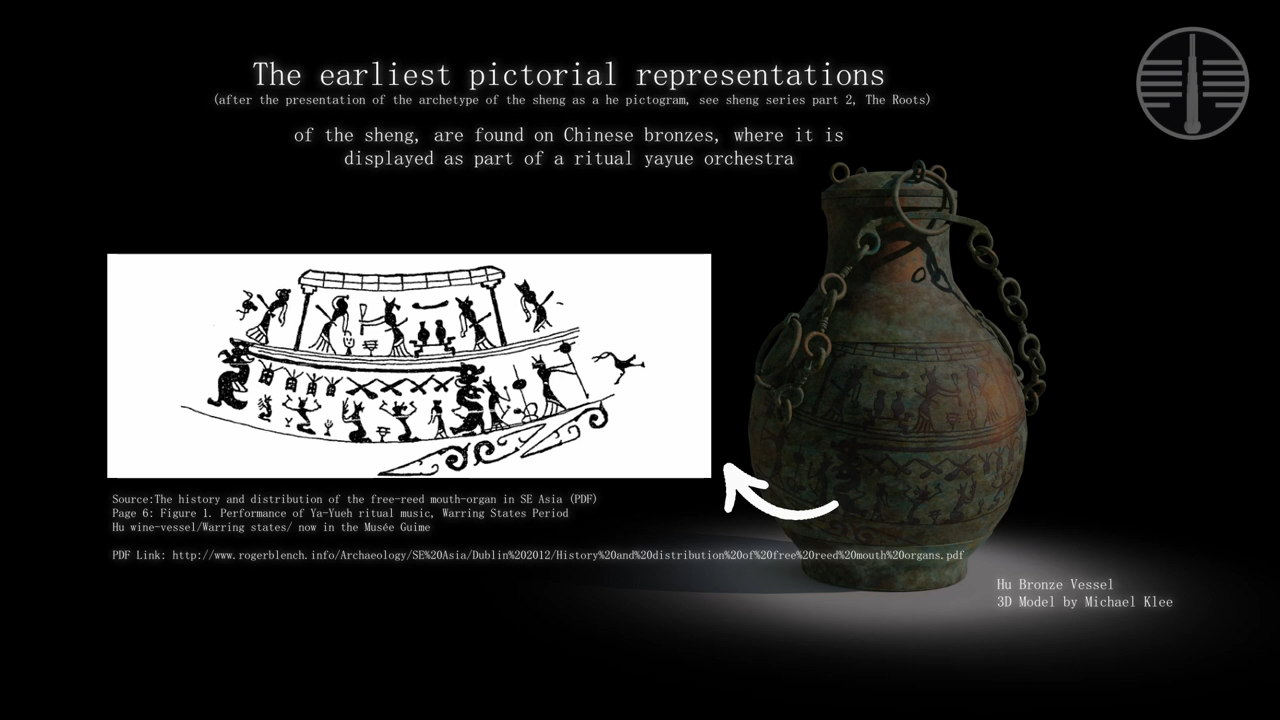 The earliest pictorial representations
(after the presentation of the archetype of the sheng as a he pictogram, see sheng series part 2, The Roots)
of the sheng, are found on Chinese bronzes, where it is
displayed as part of a ritual yayue orchestra
Source:The history and distribution of the free-reed mouth-organ in SE Asia (PDF)
Page 6: Figure 1. Performance of Ya-Yueh ritual music, Warring States Period
Hu wine-vessel/Warring states/ now in the Musée Guime
PDF Link: http://www.rogerblench.info/Archaeology/SE%20Asia/Dublin%202012/History%20and%20distribution%20of%20free%20reed%20mouth%20organs.pdf
Hu Bronze Vessel
3D Model by Michael Klee